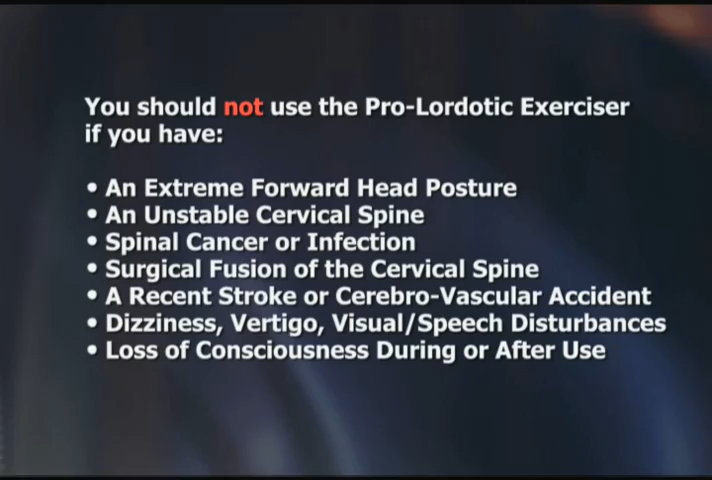 You should not use the Pro-Lordotic Exerciser
if you have:
• An Extreme Forward Head Posture
• An Unstable Cervical Spine
• Spinal Cancer or Infection
• Surgical Fusion of the Cervical Spine
• A Recent Stroke or Cerebro-Vascular Accident
• Dizziness, Vertigo, Visual/Speech Disturbances
• Loss of Consciousness During or After Use